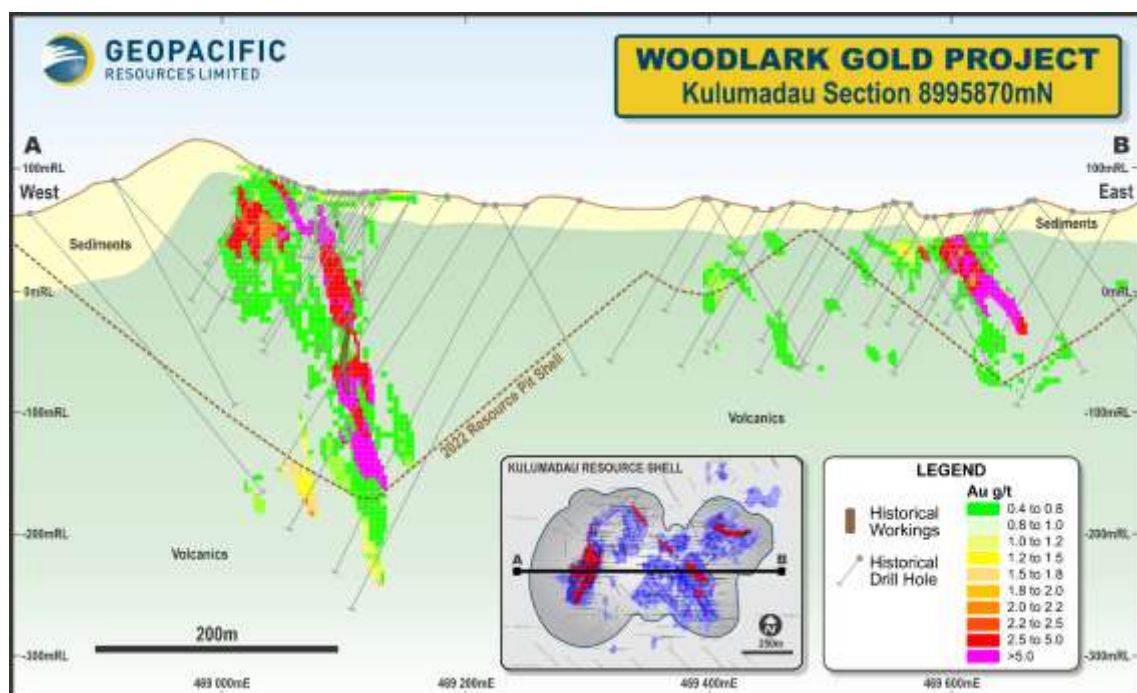 GEOPACIFIC
RESOURCES LIMITED
WOODLARK GOLD PROJECT
Kulumadau Section 8995870mN
A
B
100mRL
100mRL
West
East
Sediments
Sediments
0mRL
0mRL
2022 Resource Pit Shell
-100mRL
-100mRL
Volcanics
Volcanics
-200mRL
-200mRL
200m
-300mRL
-300mRL
469 000mE
469 200mE
469 400mE
469 600mE
KULUMADAU RESOURCE SHELL
A
B
N
250m
LEGEND
Au g/t
Historical
Workings
Historical
Drill Hole
0.4 to 0.8
0.8 to 1.0
1.0 to 1.2
1.2 to 1.5
1.5 to 1.8
1.8 to 2.0
2.0 to 2.2
2.2 to 2.5
2.5 to 5.0
>5.0